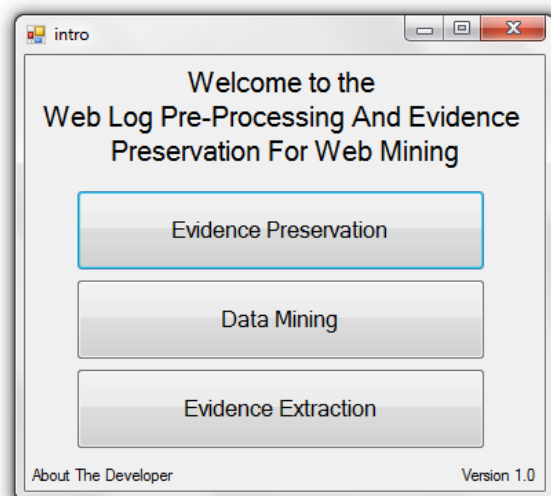 intro
Welcome to the
Web Log Pre-Processing And Evidence
Preservation For Web Mining
Evidence Preservation
Data Mining
Evidence Extraction
About The Developer
Version 1.0